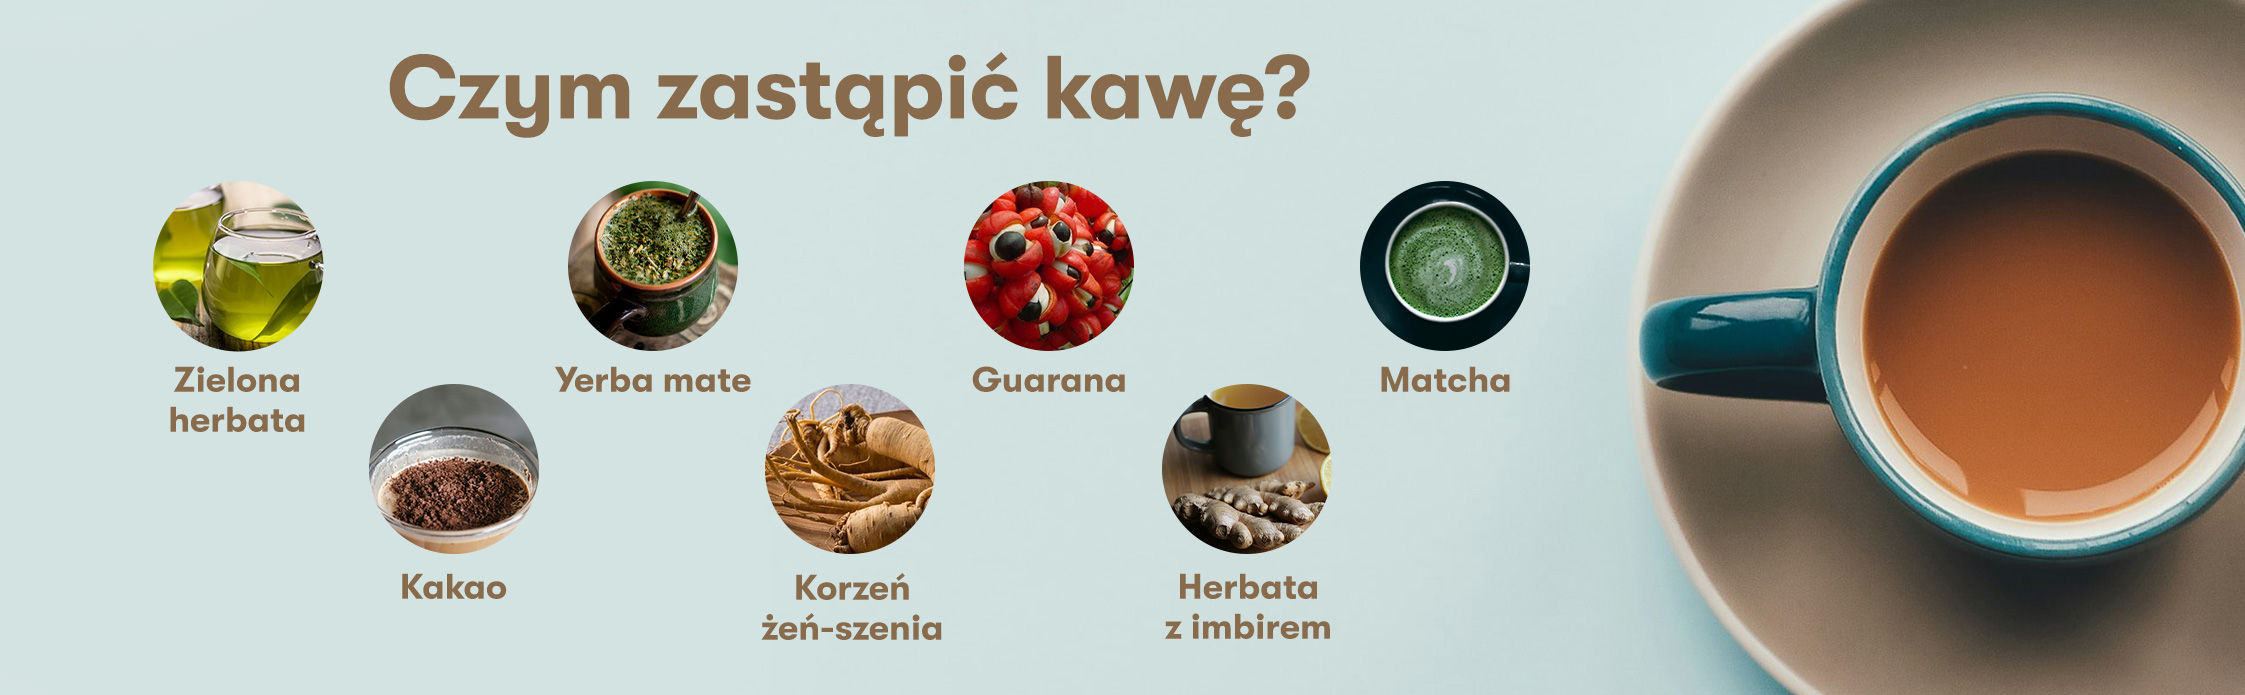 Czym zastąpić kawę?
Zielona
herbata
Yerba mate
Guarana
Matcha
Kakao
Korzeń
żeń-szenia
Herbata
z imbirem